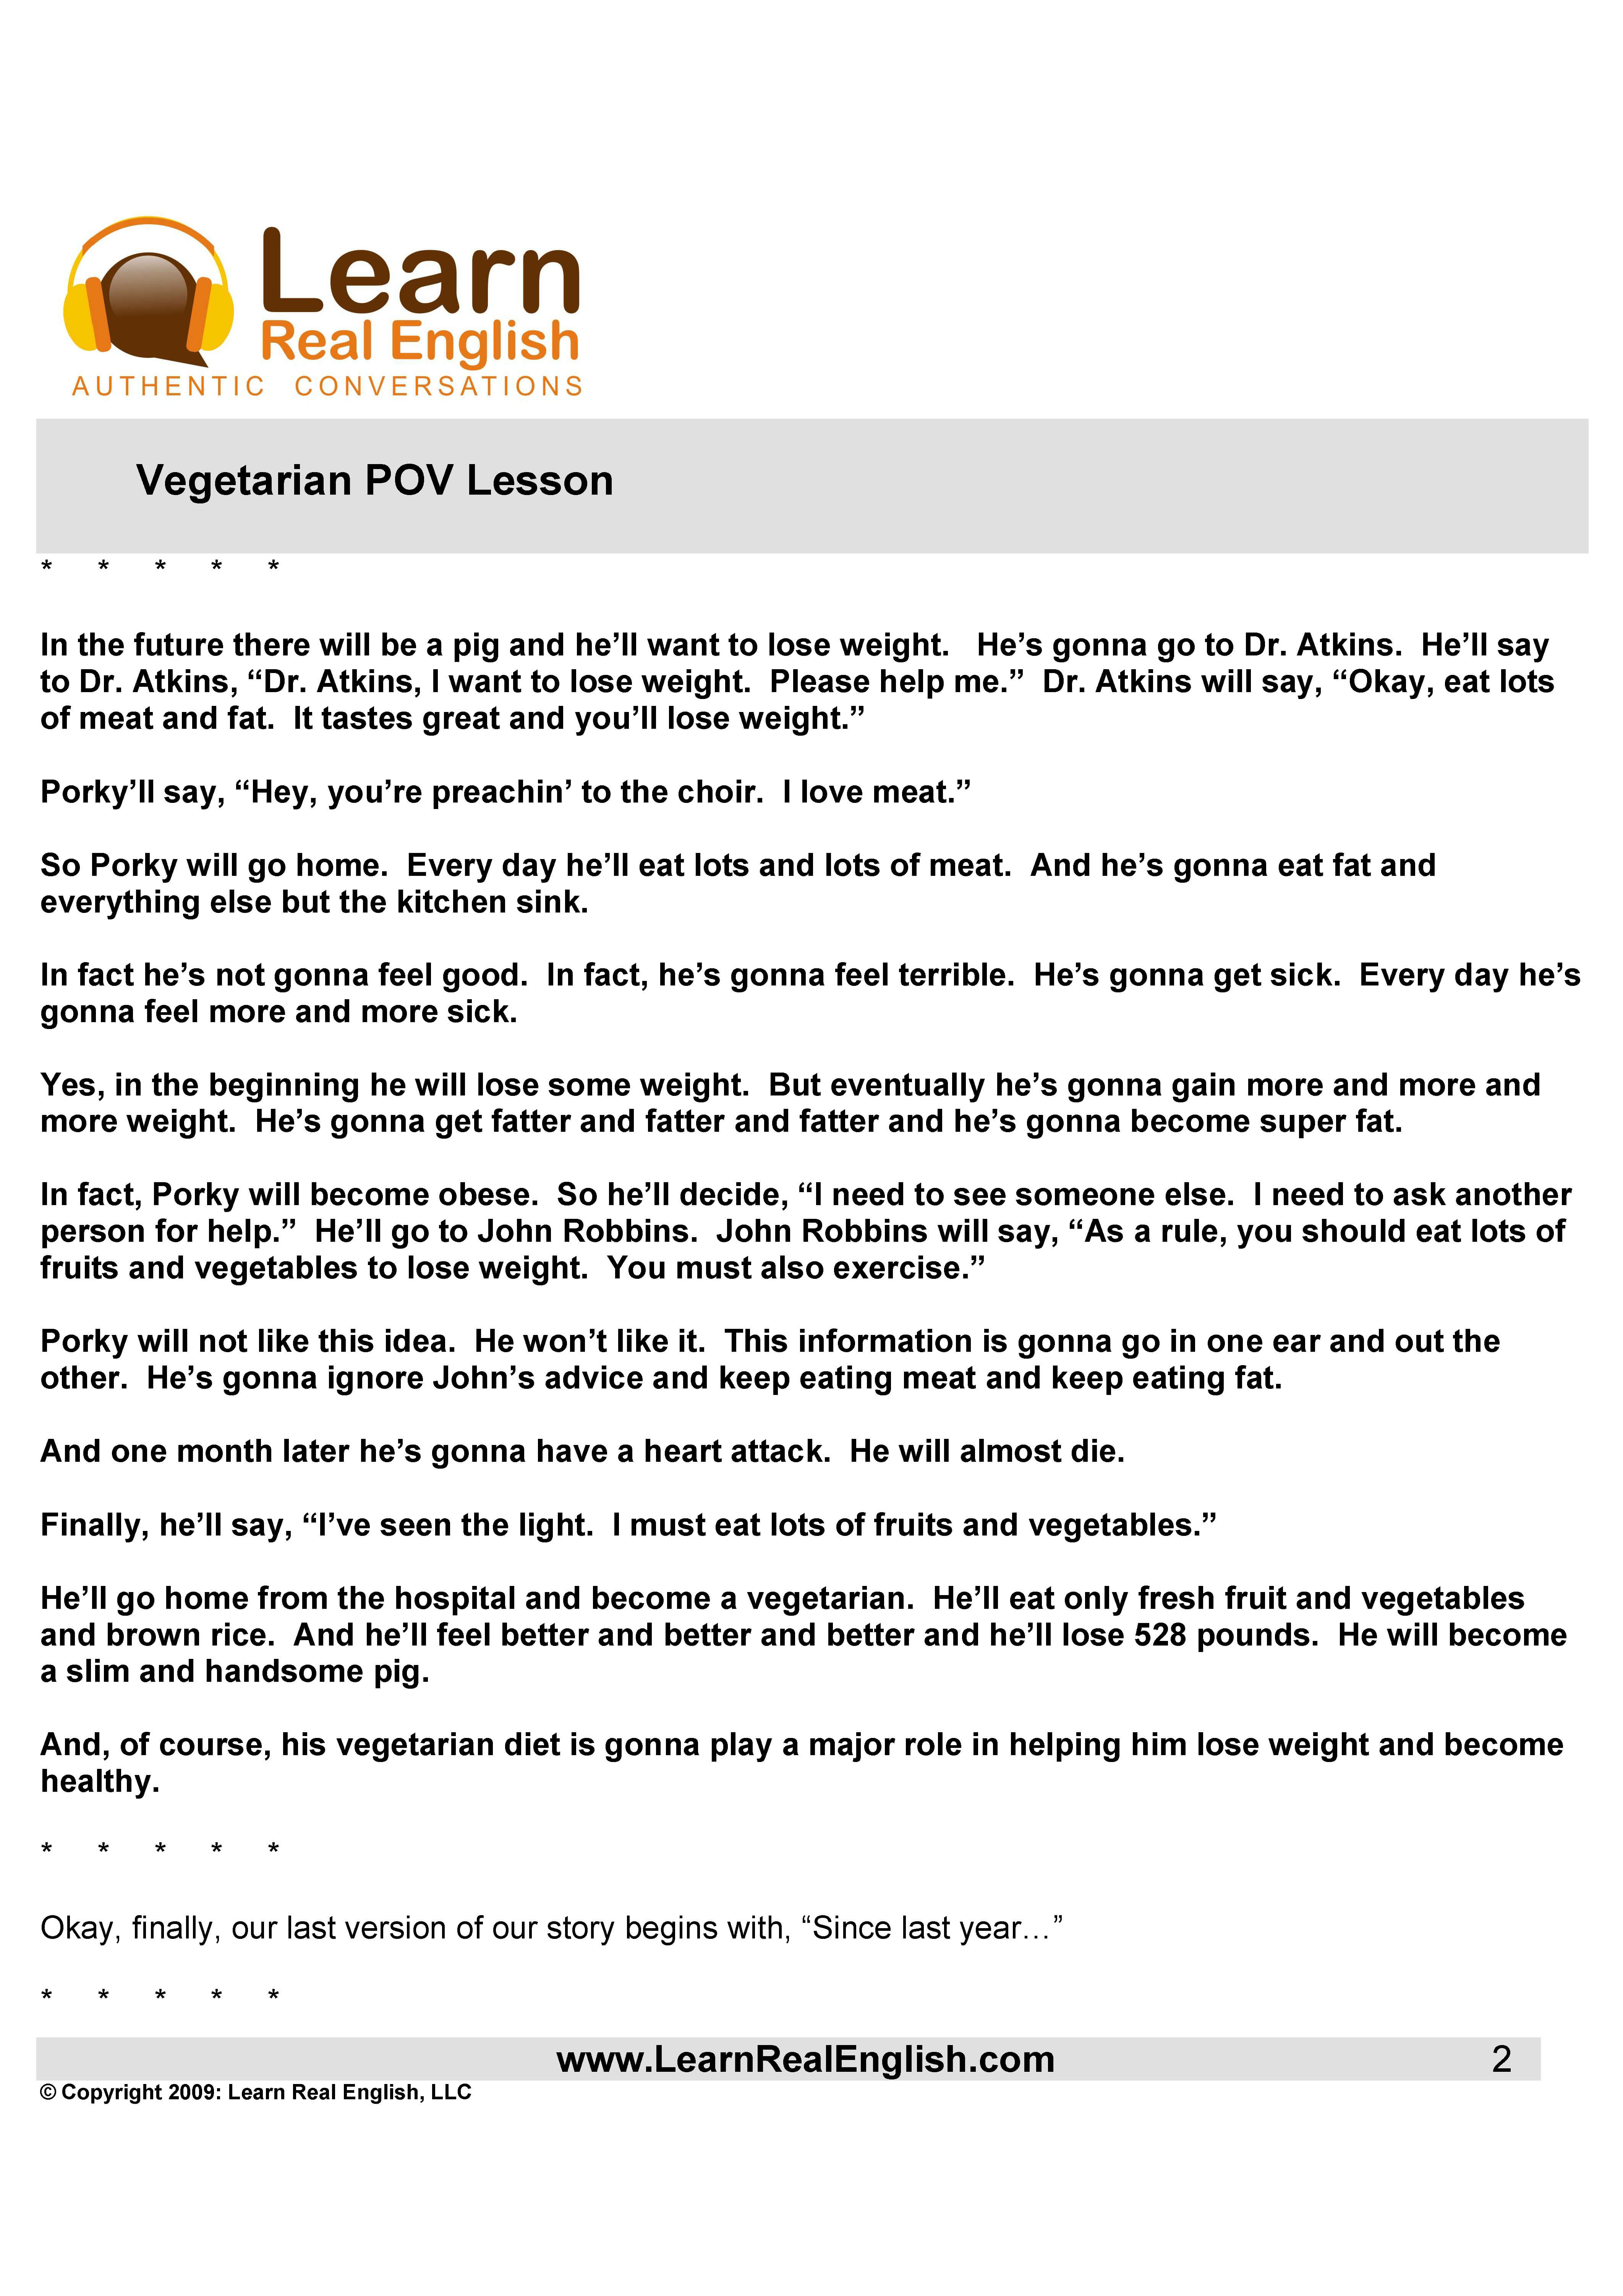 Learn
Real English
AUTHENTIC CONVERSATIONS
Vegetarian POV Lesson
* * * * *
In the future there will be a pig and he’ll want to lose weight. He’s gonna go to Dr. Atkins. He’ll say
to Dr. Atkins, “Dr. Atkins, I want to lose weight. Please help me.” Dr. Atkins will say, “Okay, eat lots
of meat and fat. It tastes great and you’ll lose weight.”
Porky’ll say, “Hey, you’re preachin’ to the choir. I love meat.”
So Porky will go home. Every day he’ll eat lots and lots of meat. And he’s gonna eat fat and
everything else but the kitchen sink.
In fact he’s not gonna feel good. In fact, he’s gonna feel terrible. He’s gonna get sick. Every day he’s
gonna feel more and more sick.
Yes, in the beginning he will lose some weight. But eventually he’s gonna gain more and more and
more weight. He’s gonna get fatter and fatter and fatter and he’s gonna become super fat.
In fact, Porky will become obese. So he’ll decide, “I need to see someone else. I need to ask another
person for help.” He’ll go to John Robbins. John Robbins will say, “As a rule, you should eat lots of
fruits and vegetables to lose weight. You must also exercise.”
Porky will not like this idea. He won’t like it. This information is gonna go in one ear and out the
other. He’s gonna ignore John’s advice and keep eating meat and keep eating fat.
And one month later he’s gonna have a heart attack. He will almost die.
Finally, he’ll say, “I’ve seen the light. I must eat lots of fruits and vegetables.”
He’ll go home from the hospital and become a vegetarian. He’ll eat only fresh fruit and vegetables
and brown rice. And he’ll feel better and better and better and he’ll lose 528 pounds. He will become
a slim and handsome pig.
And, of course, his vegetarian diet is gonna play a major role in helping him lose weight and become
healthy.
* * * * *
Okay, finally, our last version of our story begins with, “Since last year…”
* * * * *
www.LearnRealEnglish.com 2
© Copyright 2009: Learn Real English, LLC